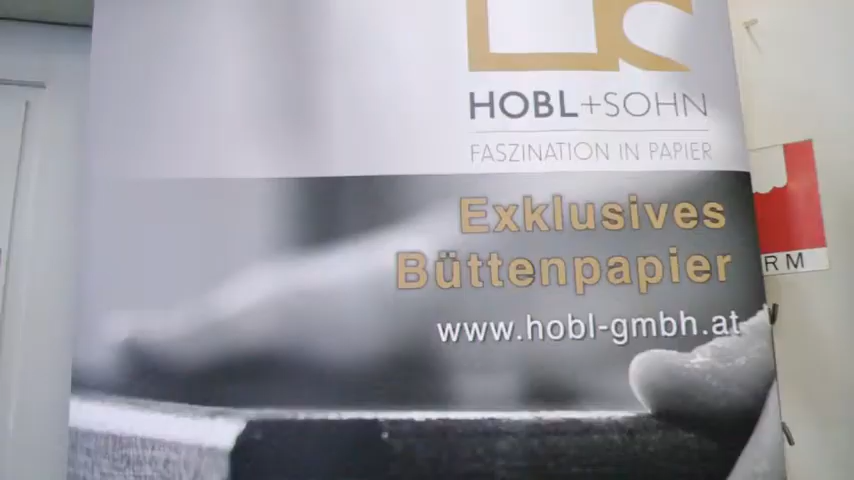 HOBL+SOHN
FASZINATION IN PAPIER
Exklusives
Büttenpapier
www.hobl-gmbh.at
RM